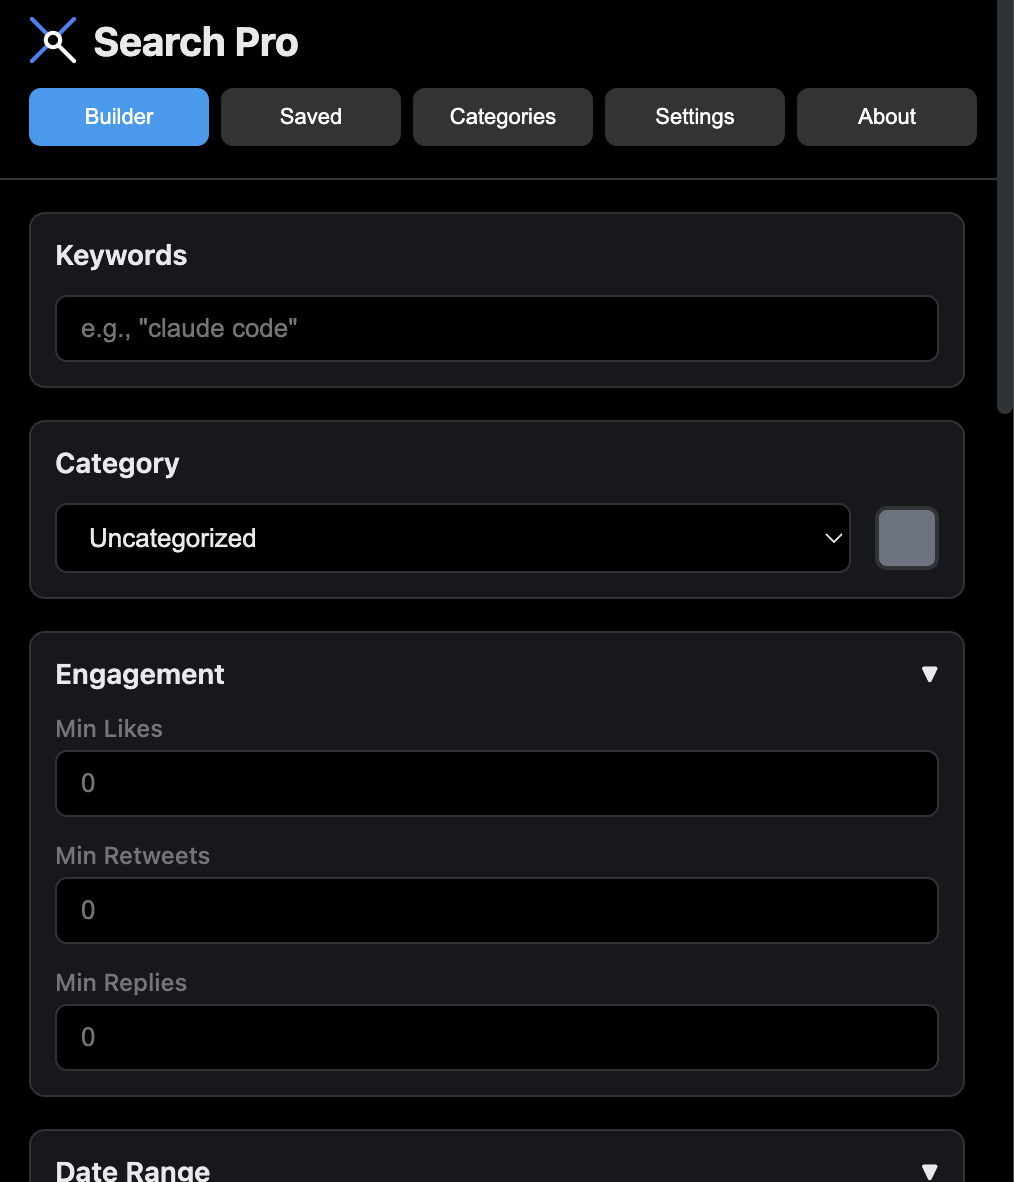 Search Pro
Builder Saved Categories Settings About
Keywords
e.g., "claude code"
Category
Uncategorized
Engagement
Min Likes
0
Min Retweets
0
Min Replies
0
Date Range